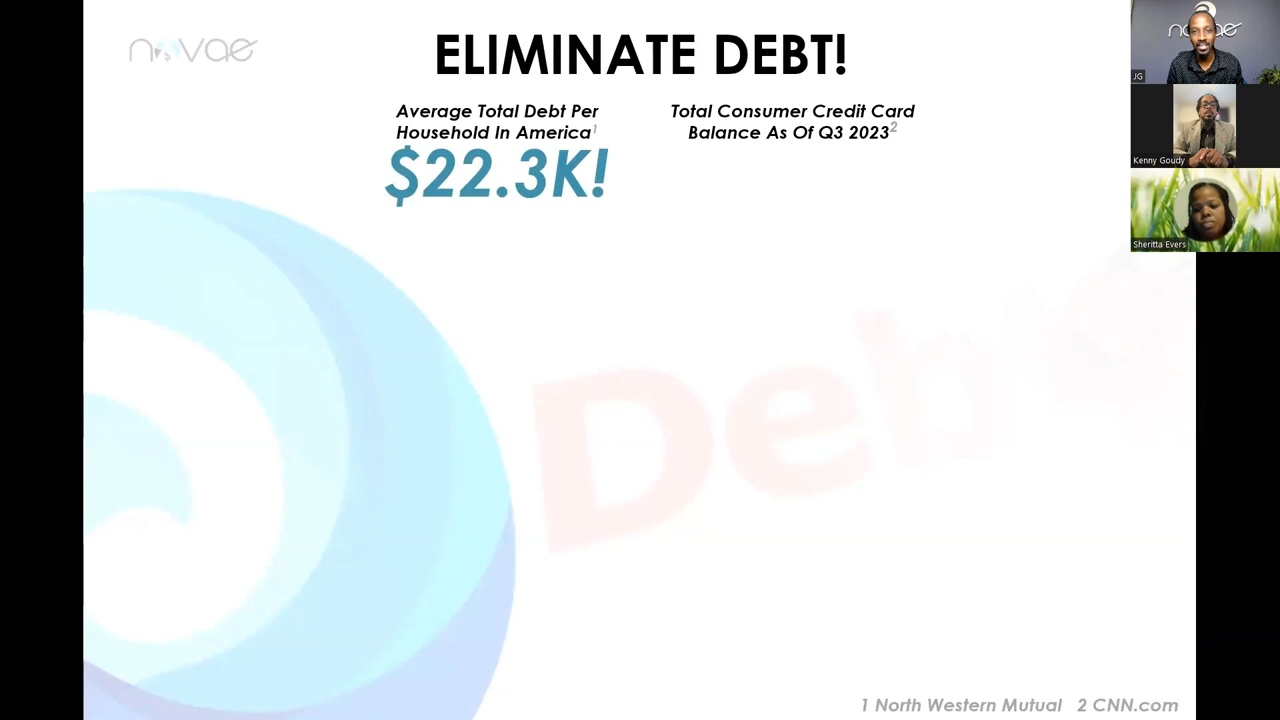 novae
ELIMINATE DEBT!
Average Total Debt Per
Household In America1
$22.3K!
Total Consumer Credit Card
Balance As Of Q3 20232
Debt
1 North Western Mutual 2 CNN.com
novae
JG
Kenny Goudy
Sheritta Evers